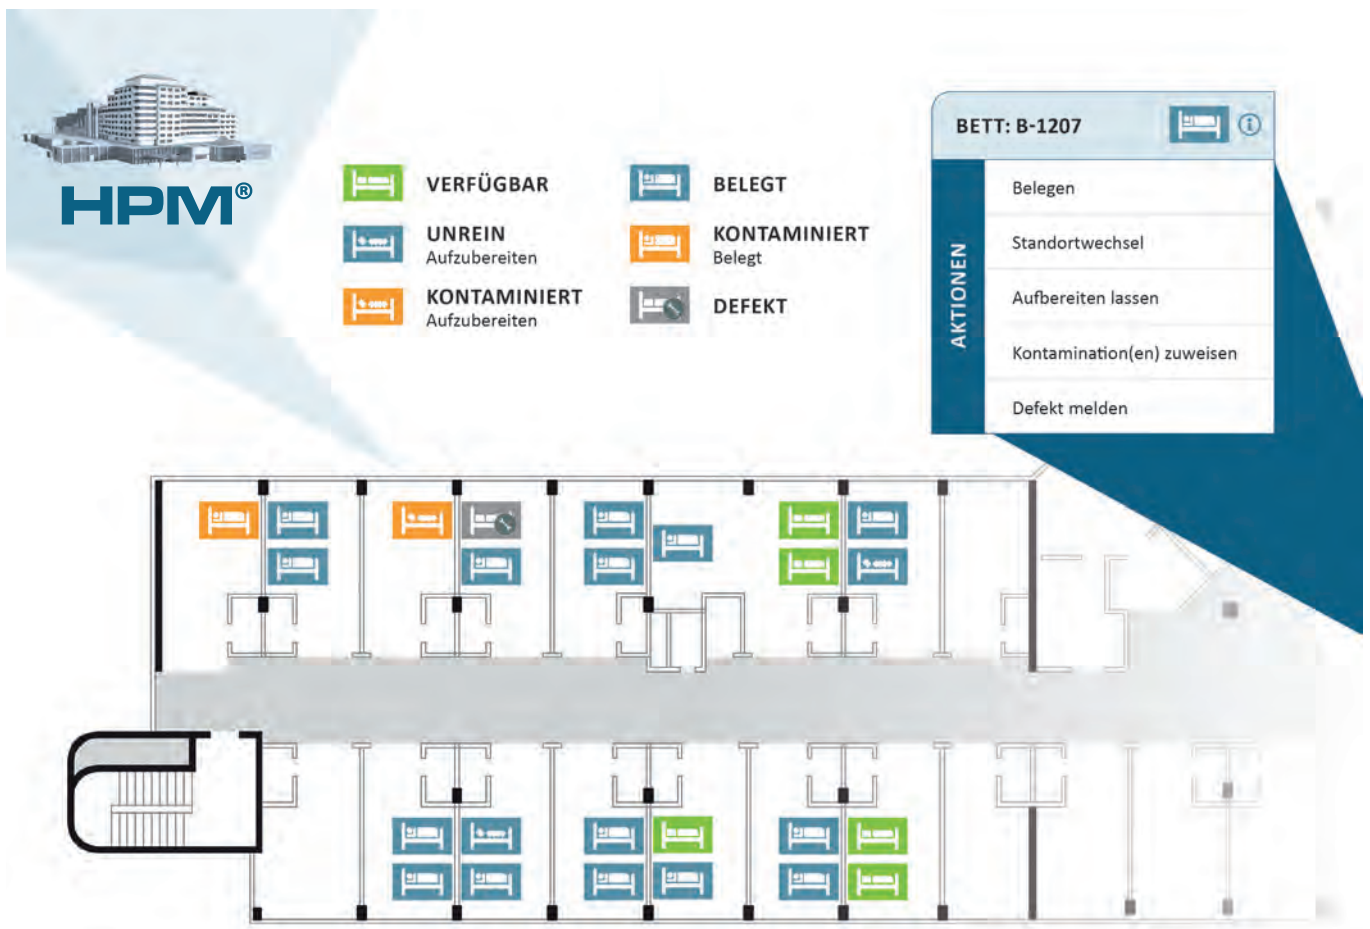 HPM®
VERFÜGBAR
UNREIN
Aufzubereiten
KONTAMINIERT
Aufzubereiten
BELEGT
KONTAMINIERT
Belegt
DEFEKT
BETT: B-1207
AKTIONEN
Belegen
Standortwechsel
Aufbereiten lassen
Kontamination(en) zuweisen
Defekt melden